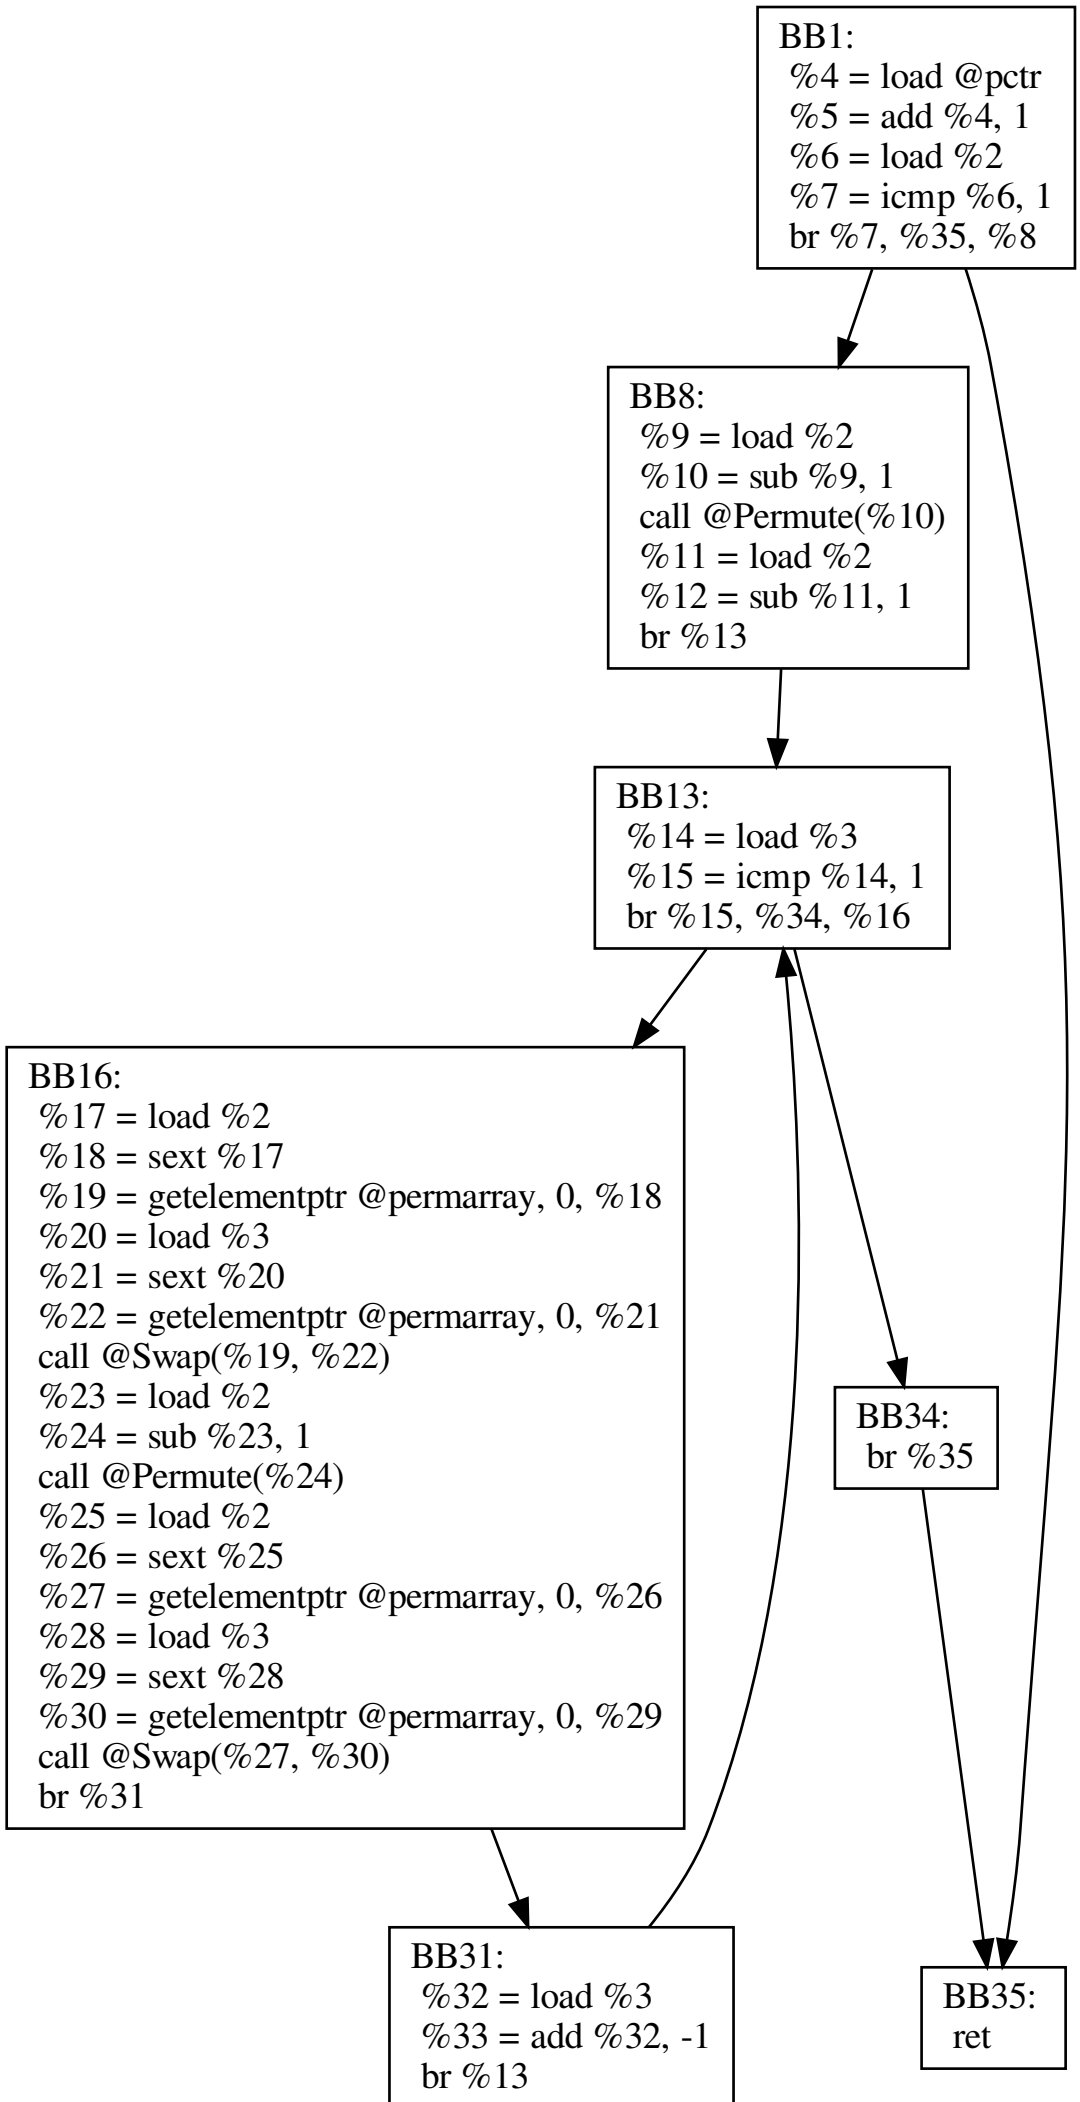 BB1:
%4 = load @pctr
%5 = add %4, 1
%6 = load %2
%7 = icmp %6, 1
br %7, %35, %8
BB8:
%9 = load %2
%10 = sub %9, 1
call @Permute(%10)
%11 = load %2
%12 = sub %11, 1
br %13
BB13:
%14 = load %3
%15 = icmp %14, 1
br %15, %34, %16
BB16:
%17 = load %2
%18 = sext %17
%19 = getelementptr @permarray, 0, %18
%20 = load %3
%21 = sext %20
%22 = getelementptr @permarray, 0, %21
call @Swap(%19, %22)
%23 = load %2
%24 = sub %23, 1
call @Permute(%24)
%25 = load %2
%26 = sext %25
%27 = getelementptr @permarray, 0, %26
%28 = load %3
%29 = sext %28
%30 = getelementptr @permarray, 0, %29
call @Swap(%27, %30)
br %31
BB34:
br %35
BB31:
%32 = load %3
%33 = add %32, -1
br %13
BB35:
ret